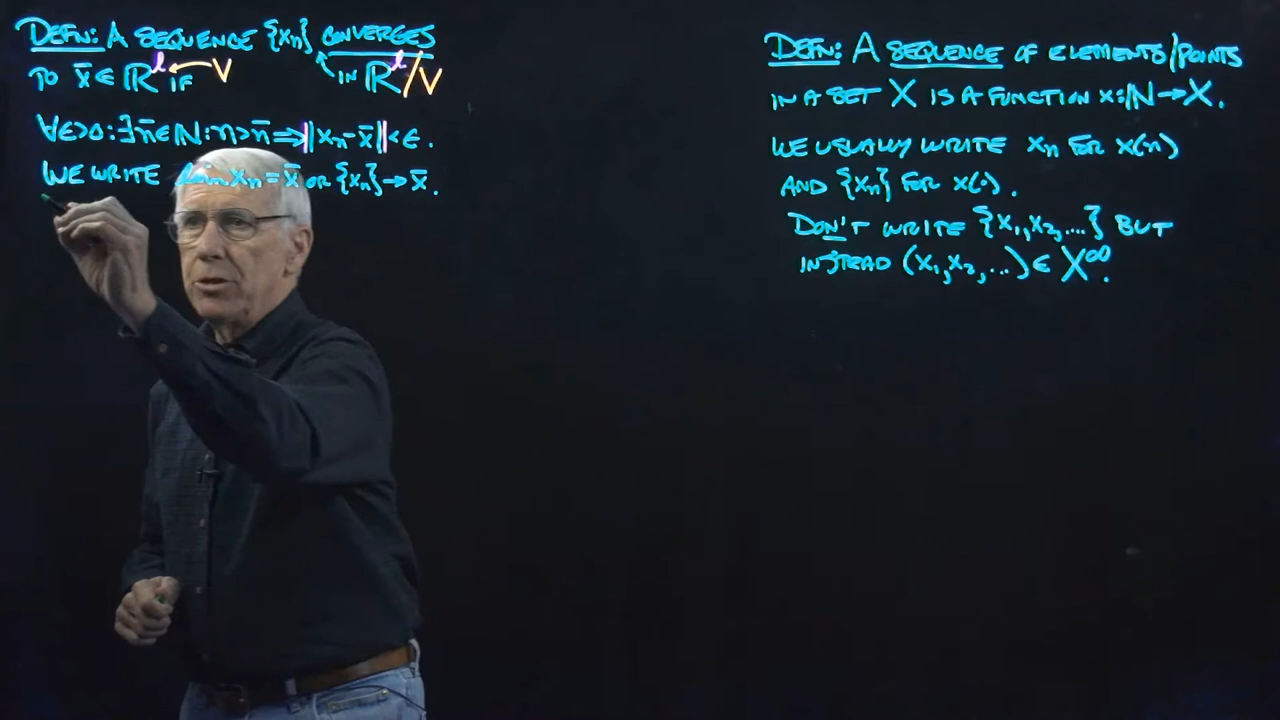 DEFN: A SEQUENCE {xₙ} CONVERGES
TO x̄ ∈ ℝˡ ← V IF IN ℝˡ/V
∀ϵ>0: ∃n̄∈ℕ: n>n̄ ⇒ ||xₙ-x̄||<ϵ.
WE WRITE lim xₙ = x̄ OR {xₙ}→x̄.
DEFN: A SEQUENCE OF ELEMENTS/POINTS
IN A SET X IS A FUNCTION x: ℕ→X.
WE USUALLY WRITE xₙ FOR x(n)
AND {xₙ} FOR x(·).
DON'T WRITE {x₁,x₂,...} BUT
INSTEAD (x₁,x₂,...) ∈ X^∞.